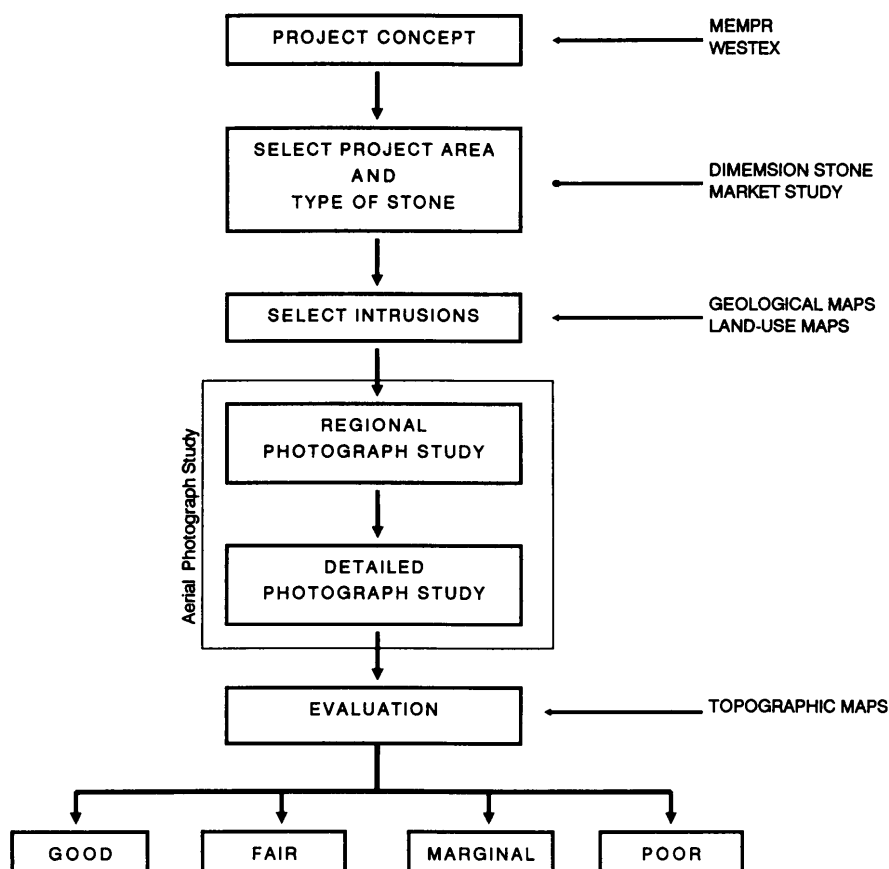 PROJECT CONCEPT
MEMPR
WESTEX
SELECT PROJECT AREA
AND
TYPE OF STONE
DIMEMSION STONE
MARKET STUDY
SELECT INTRUSIONS
GEOLOGICAL MAPS
LAND-USE MAPS
Aerial Photograph Study
REGIONAL
PHOTOGRAPH STUDY
DETAILED
PHOTOGRAPH STUDY
EVALUATION
TOPOGRAPHIC MAPS
GOOD
FAIR
MARGINAL
POOR